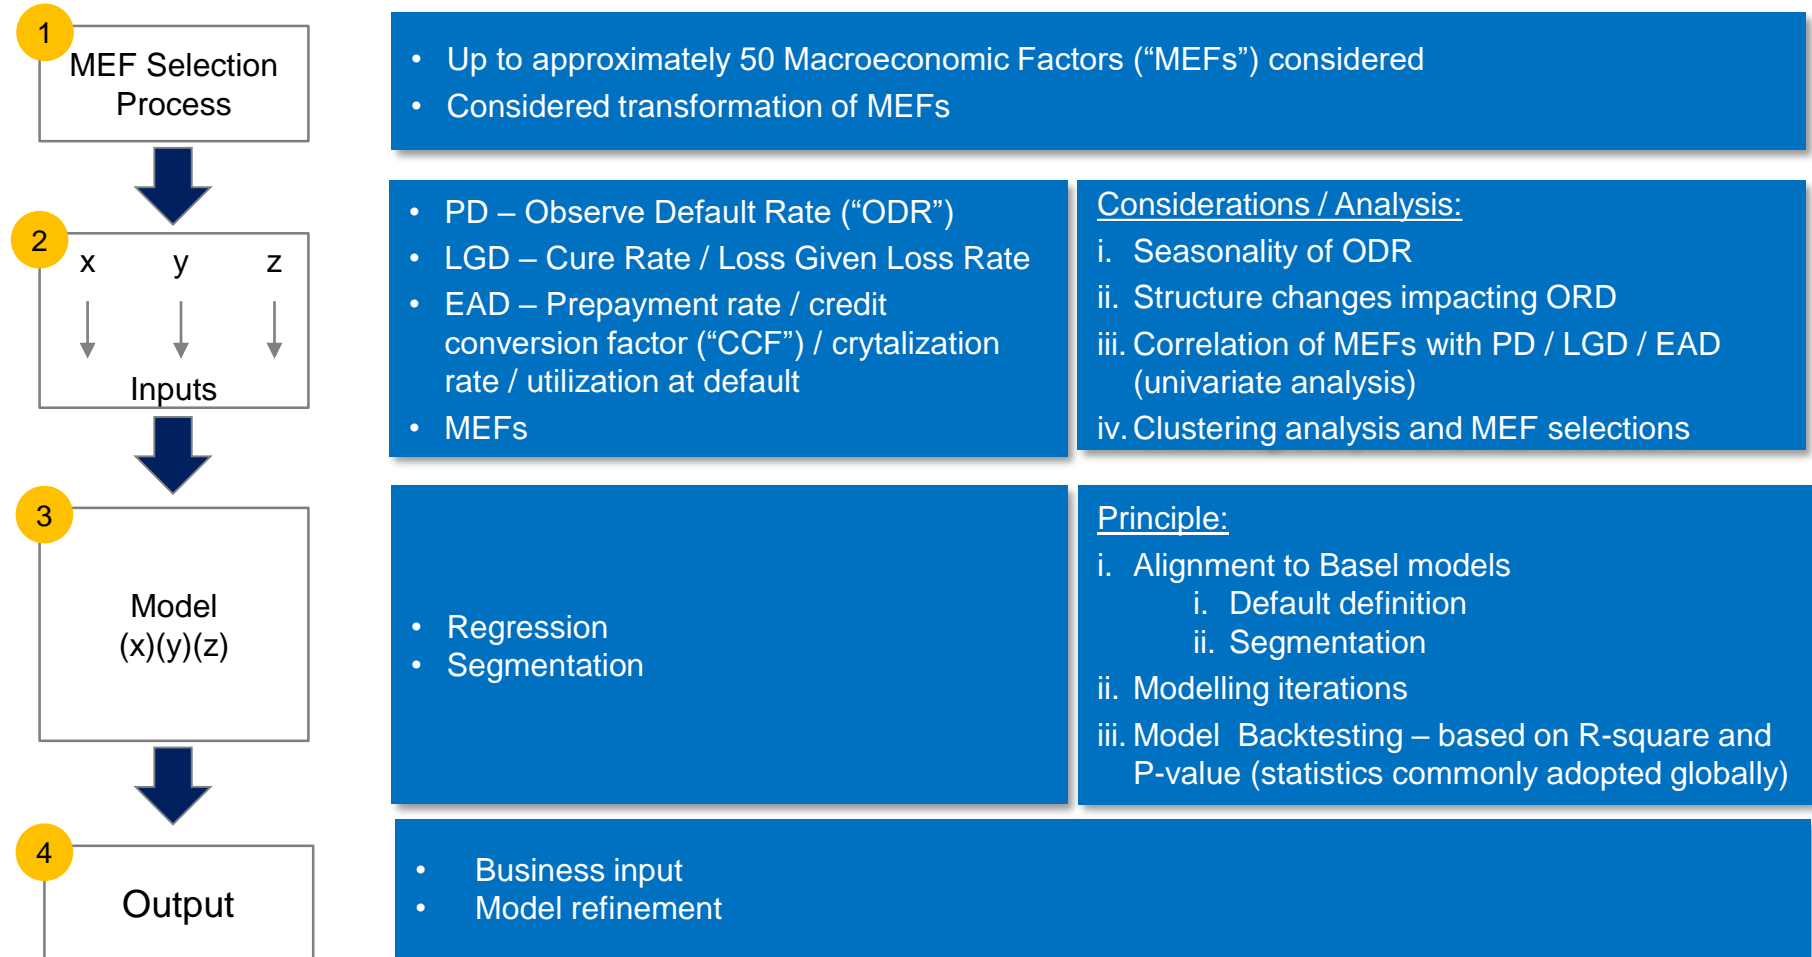 1
MEF Selection
Process
• Up to approximately 50 Macroeconomic Factors (“MEFs”) considered
• Considered transformation of MEFs
2
x y z
Inputs
• PD – Observe Default Rate (“ODR”)
• LGD – Cure Rate / Loss Given Loss Rate
• EAD – Prepayment rate / credit
conversion factor (“CCF”) / crytalization
rate / utilization at default
• MEFs
Considerations / Analysis:
i. Seasonality of ODR
ii. Structure changes impacting ORD
iii. Correlation of MEFs with PD / LGD / EAD
(univariate analysis)
iv. Clustering analysis and MEF selections
3
Model
(x)(y)(z)
• Regression
• Segmentation
Principle:
i. Alignment to Basel models
i. Default definition
ii. Segmentation
ii. Modelling iterations
iii. Model Backtesting – based on R-square and
P-value (statistics commonly adopted globally)
4
Output
• Business input
• Model refinement